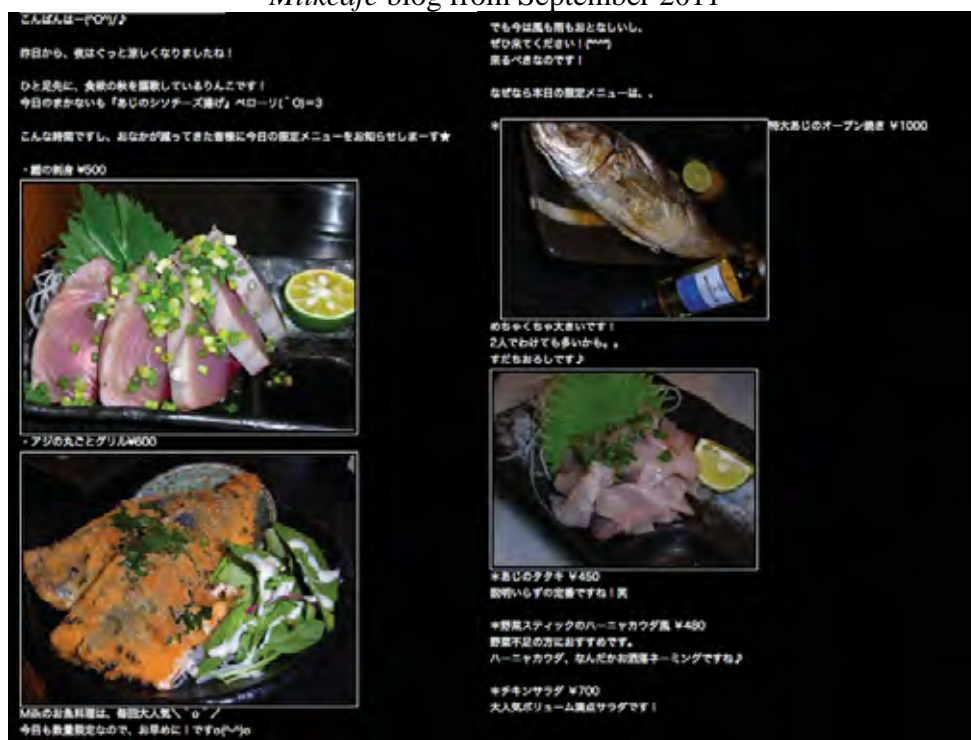 Milkcafe blog from September 2011
こんばんはー(^O^)/♪
昨日から、夜はぐっと涼しくなりましたね!
ひと足先に、食欲の秋を謳歌しているりんこです!
今日のまかないも『あじのシソチーズ揚げ』ペローリ(゜O)=3
こんな時間ですし、おなかが減ってきた皆様に今日の限定メニューをお知らせしまーす★
の刺身 ¥500
・アジの丸ごとグリル¥600
Milkのお魚料理は、毎回大人気＼^o^／
今日も数量限定なので、お早めに!ですo(^-^)o
でも今は風も雨もおとなしいし、
ぜひ来てください!(*^^*)
来るべきなのです!
なぜなら本日の限定メニューは、、
*特大あじのオーブン焼き ¥1000
めちゃくちゃ大きいです!
2人でわけても多いかも。。
すだちおろしです♪
*あじのタタキ ¥450
説明いらずの定番ですね!笑
*野菜スティックのハーニャカウダ風 ¥480
野菜不足の方におすすめです。
ハーニャカウダ、なんだかお洒落ネーミングですね♪
*チキンサラダ ¥700
大人気ボリューム満点サラダです!